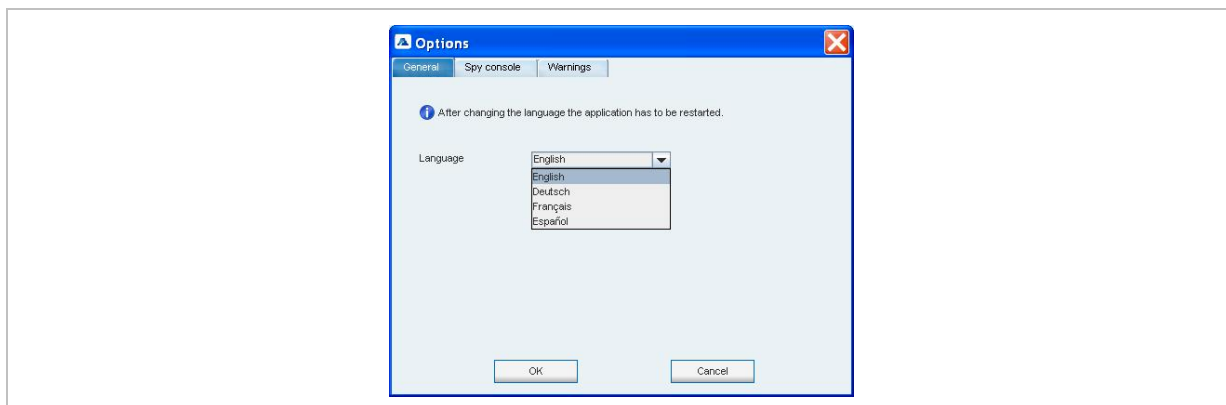 Options
General Spy console Warnings
After changing the language the application has to be restarted.
Language English
English
Deutsch
Français
Español
OK Cancel